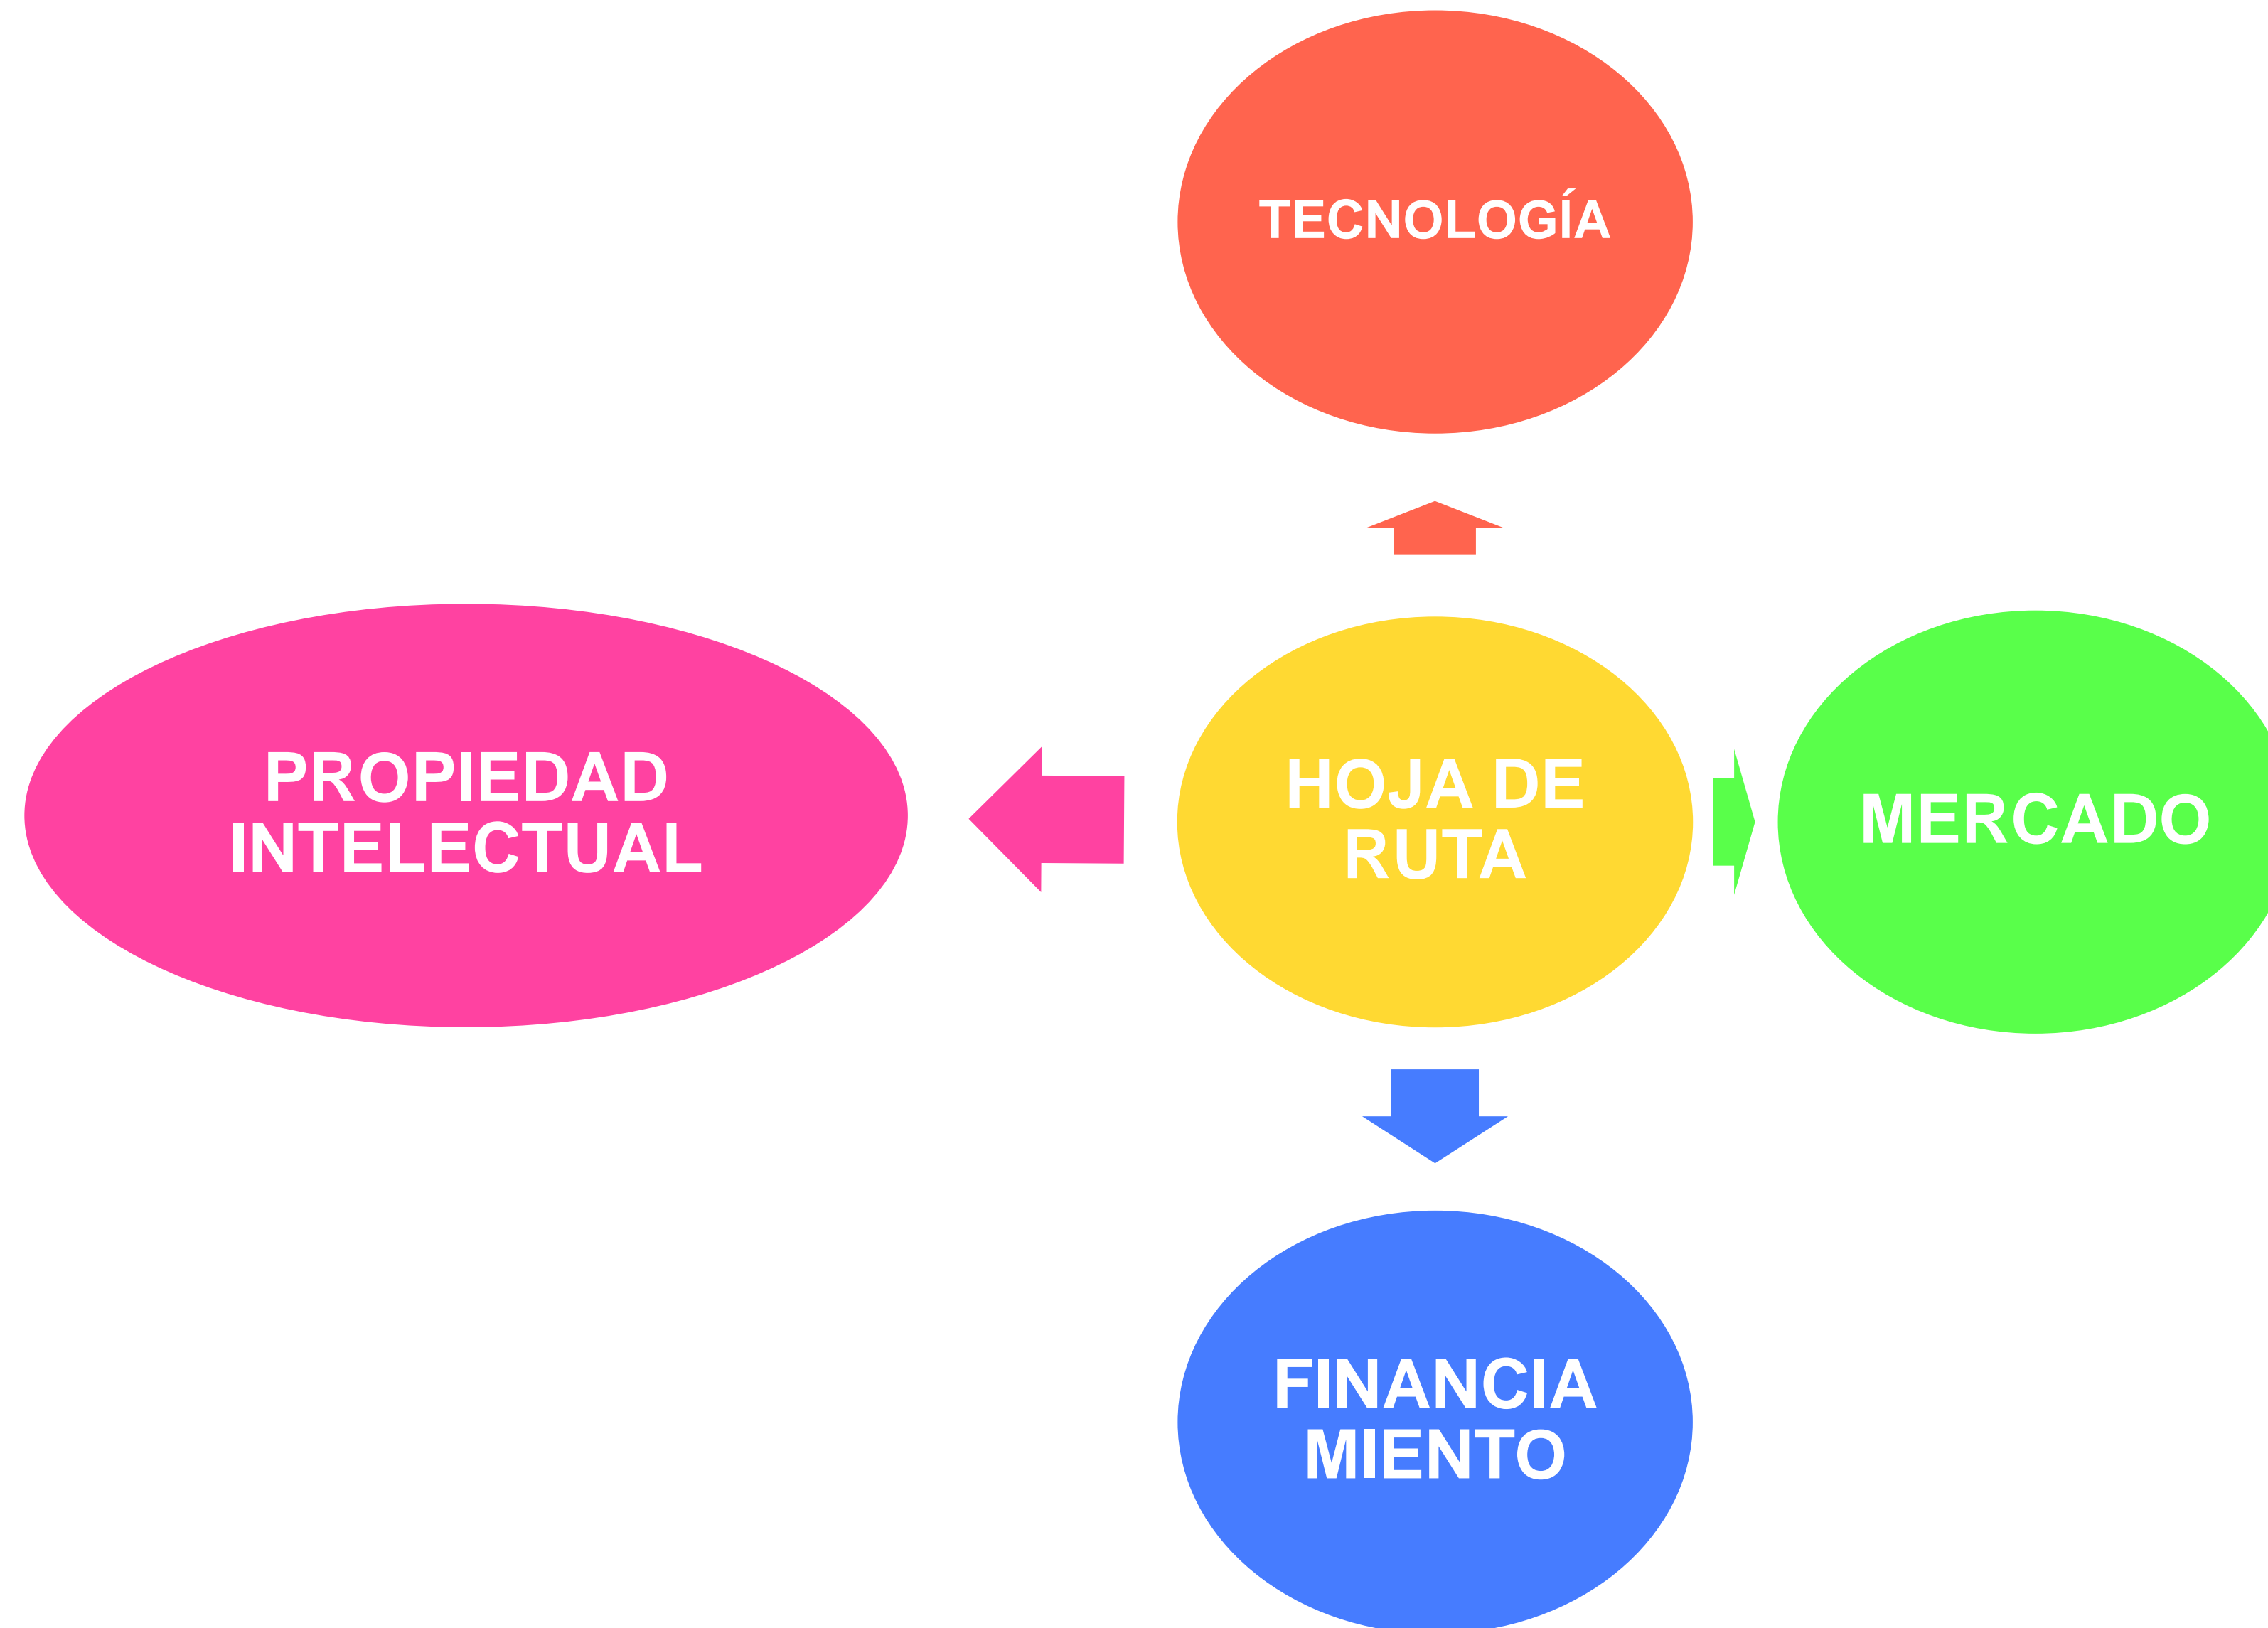 TECNOLOGÍA
PROPIEDAD
INTELECTUAL
HOJA DE
RUTA
MERCADO
FINANCIA
MIENTO